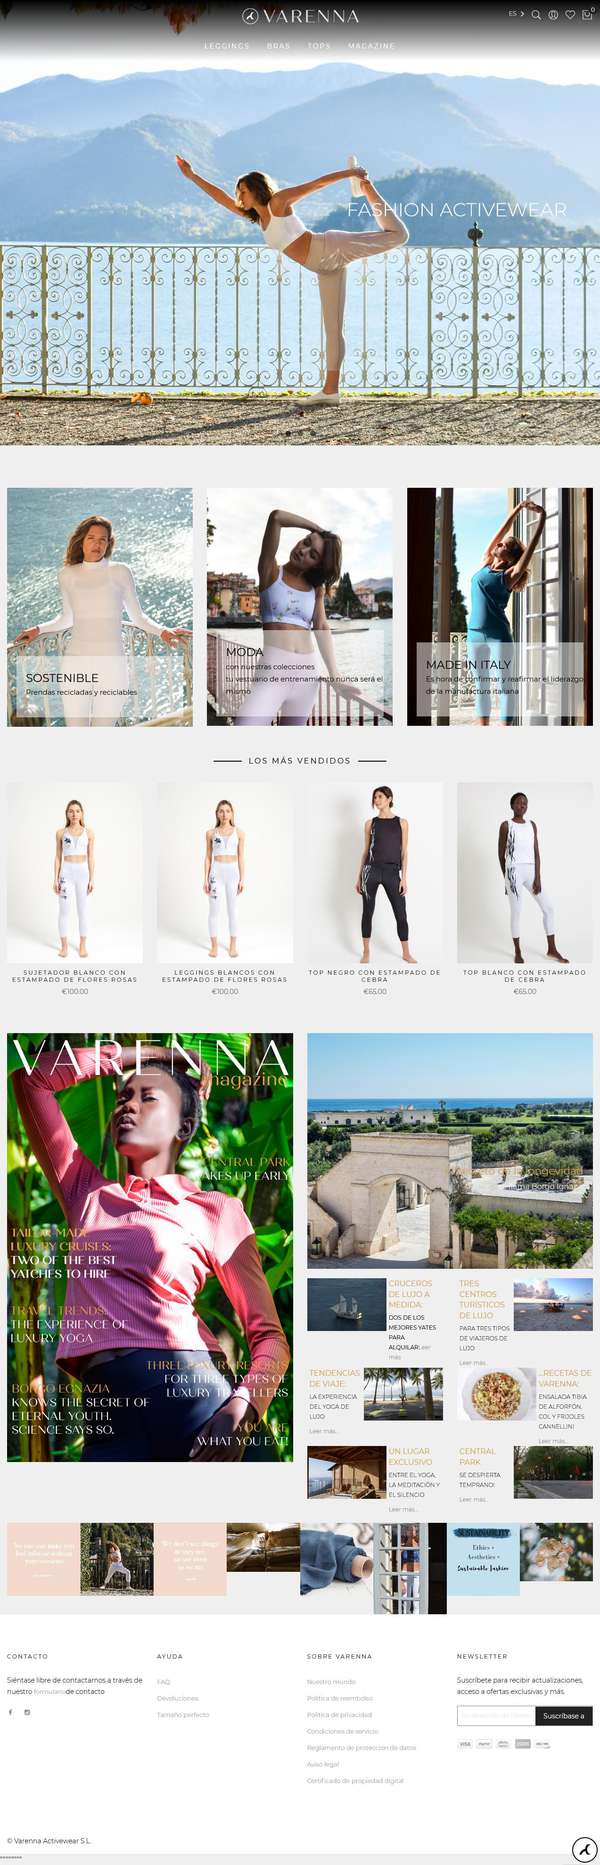 VARENNA
ES
0
LEGGINGS BRAS TOPS MAGAZINE
FASHION ACTIVEWEAR
SOSTENIBLE
Prendas recicladas y reciclables
MODA
con nuestras colecciones
tu vestuario de entrenamiento nunca será el
mismo
MADE IN ITALY
Es hora de confirmar y reafirmar el liderazgo
de la manufactura italiana
LOS MÁS VENDIDOS
SUJETADOR BLANCO CON
ESTAMPADO DE FLORES ROSAS
€100.00
LEGGINGS BLANCOS CON
ESTAMPADO DE FLORES ROSAS
€100.00
TOP NEGRO CON ESTAMPADO DE
CEBRA
€65.00
TOP BLANCO CON ESTAMPADO
DE CEBRA
€65.00
VARENNA
magazine
CENTRAL PARK
WAKES UP EARLY
TAILOR MADE
LUXURY CRUISES:
TWO OF THE BEST
YATCHES TO HIRE
TRAVEL TRENDS:
THE EXPERIENCE OF
LUXURY YOGA
THREE LUXURY RESORTS
FOR THREE TYPES OF
LUXURY TRAVELLERS
BORGO EGNAZIA
KNOWS THE SECRET OF
ETERNAL YOUTH.
SCIENCE SAYS SO.
YOU ARE
WHAT YOU EAT!
longevidad
Borgo Ignazia
CRUCEROS
DE LUJO A
MEDIDA:
DOS DE LOS
MEJORES YATES
PARA
ALQUILAR!Leer
más
TRES
CENTROS
TURÍSTICOS
DE LUJO
PARA TRES TIPOS
DE VIAJEROS DE
LUJO
Leer más...
TENDENCIAS
DE VIAJE:
LA EXPERIENCIA
DEL YOGA DE
LUJO
Leer más...
...RECETAS DE
VARENNA:
ENSALADA TIBIA
DE ALFORFÓN,
COL Y FRIJOLES
CANNELLINI
Leer más...
UN LUGAR
EXCLUSIVO
ENTRE EL YOGA,
LA MEDITACIÓN Y
EL SILENCIO
Leer más...
CENTRAL
PARK
SE DESPIERTA
TEMPRANO!
Leer más...
SUSTAINABILITY
Ethics +
Aesthetics =
Sustainable Fashion
CONTACTO
Siéntase libre de contactarnos a través de
nuestro formulario de contacto
AYUDA
FAQ
Devoluciones
Tamaño perfecto
SOBRE VARENNA
Nuestro mundo
Política de reembolso
Política de privacidad
Condiciones de servicio
Reglamento de protección de datos
Aviso legal
Certificado de propiedad digital
NEWSLETTER
Suscríbete para recibir actualizaciones,
acceso a ofertas exclusivas y más.
Suscríbase a
VISA
© Varenna Activewear S.L.